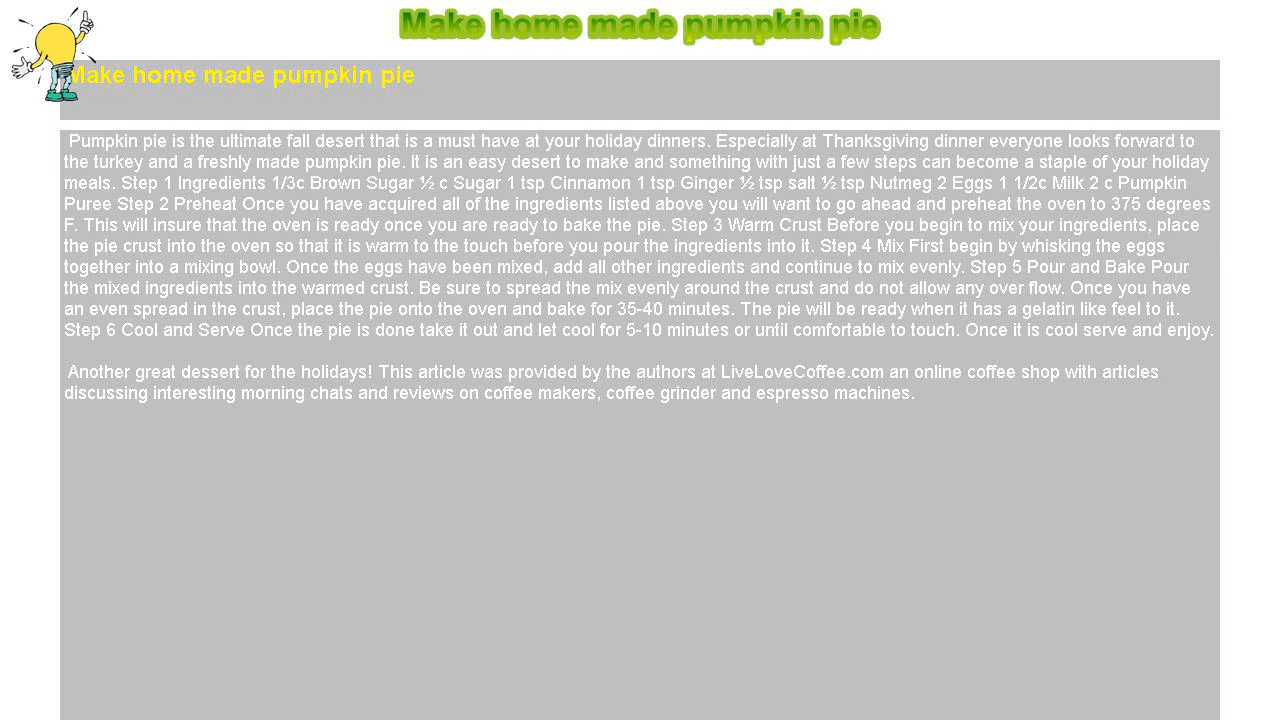 Make home made pumpkin pie
Make home made pumpkin pie
Pumpkin pie is the ultimate fall desert that is a must have at your holiday dinners. Especially at Thanksgiving dinner everyone looks forward to
the turkey and a freshly made pumpkin pie. It is an easy desert to make and something with just a few steps can become a staple of your holiday
meals. Step 1 Ingredients 1/3c Brown Sugar ½ c Sugar 1 tsp Cinnamon 1 tsp Ginger ½ tsp salt ½ tsp Nutmeg 2 Eggs 1 1/2c Milk 2 c Pumpkin
Puree Step 2 Preheat Once you have acquired all of the ingredients listed above you will want to go ahead and preheat the oven to 375 degrees
F. This will insure that the oven is ready once you are ready to bake the pie. Step 3 Warm Crust Before you begin to mix your ingredients, place
the pie crust into the oven so that it is warm to the touch before you pour the ingredients into it. Step 4 Mix First begin by whisking the eggs
together into a mixing bowl. Once the eggs have been mixed, add all other ingredients and continue to mix evenly. Step 5 Pour and Bake Pour
the mixed ingredients into the warmed crust. Be sure to spread the mix evenly around the crust and do not allow any over flow. Once you have
an even spread in the crust, place the pie onto the oven and bake for 35-40 minutes. The pie will be ready when it has a gelatin like feel to it.
Step 6 Cool and Serve Once the pie is done take it out and let cool for 5-10 minutes or until comfortable to touch. Once it is cool serve and enjoy.
Another great dessert for the holidays! This article was provided by the authors at LiveLoveCoffee.com an online coffee shop with articles
discussing interesting morning chats and reviews on coffee makers, coffee grinder and espresso machines.